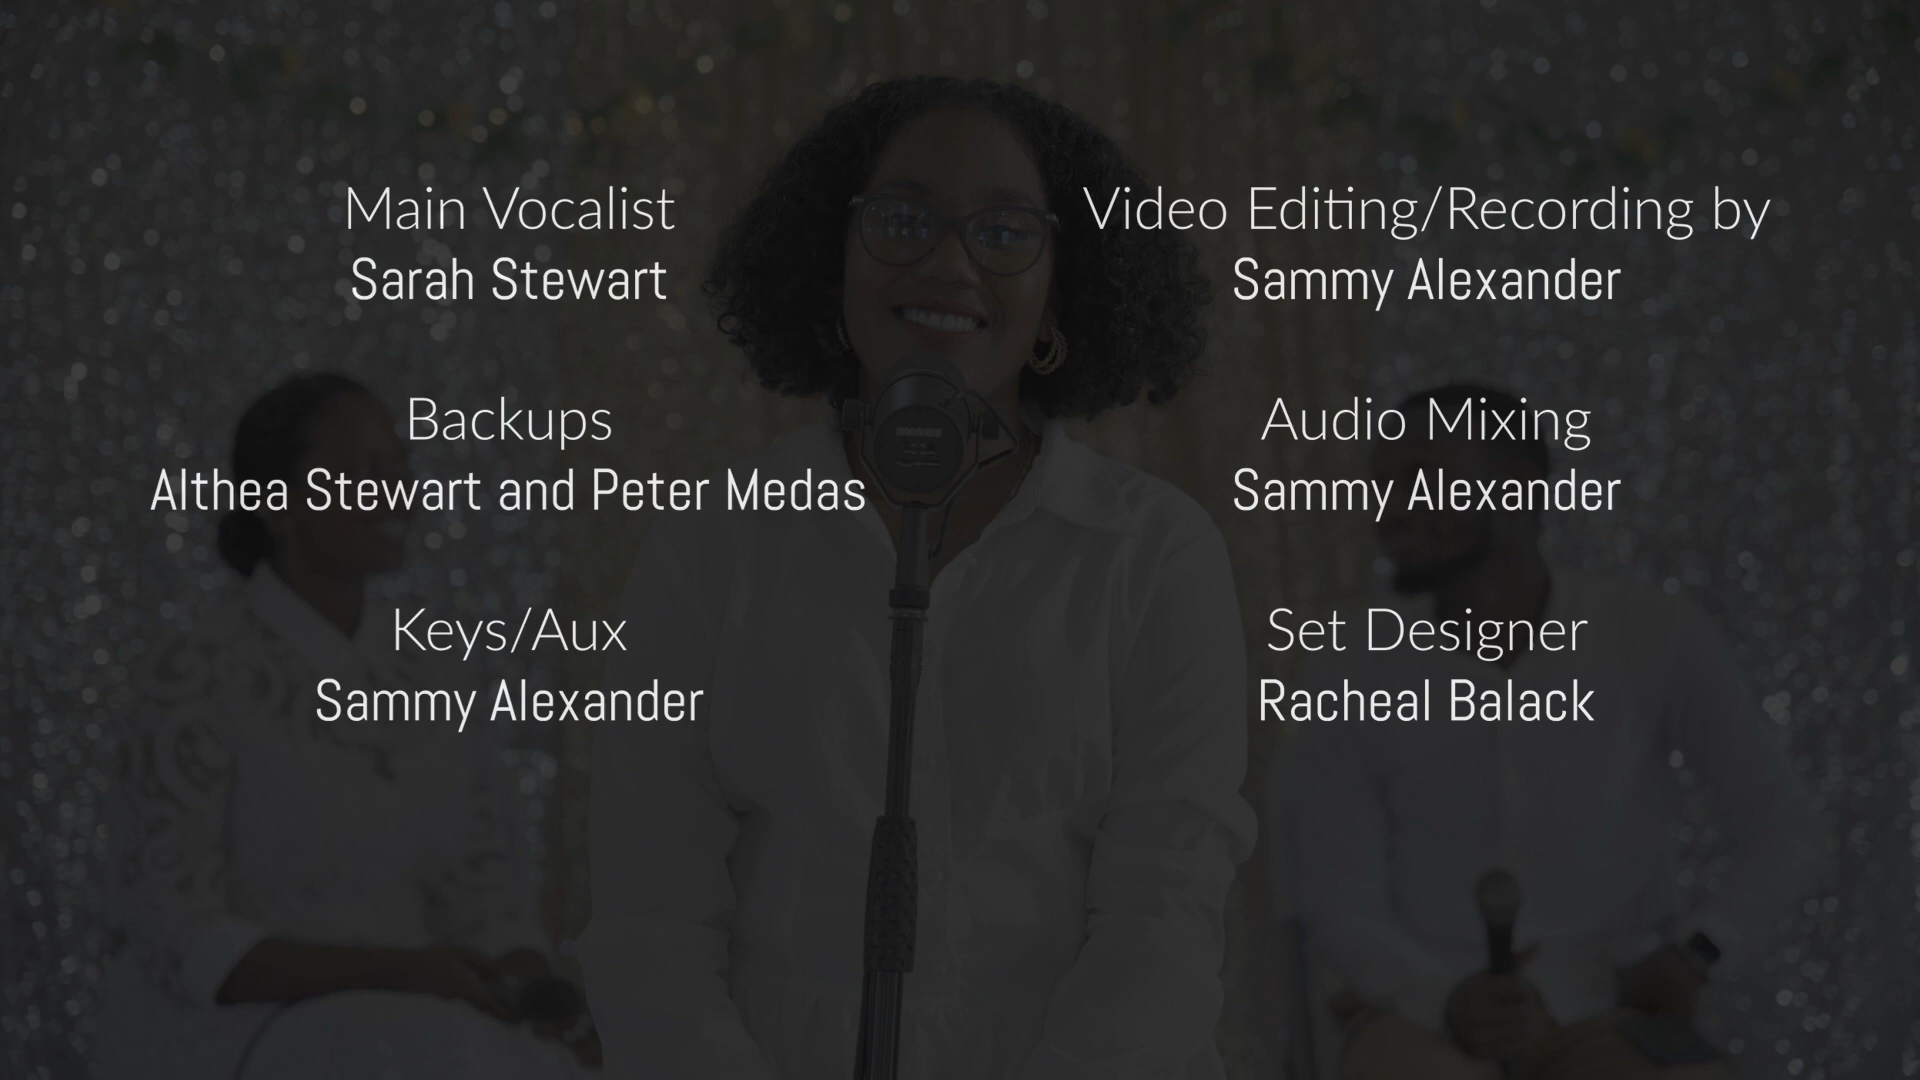 Main Vocalist
Sarah Stewart
Backups
Althea Stewart and Peter Medas
Keys/Aux
Sammy Alexander
Video Editing/Recording by
Sammy Alexander
Audio Mixing
Sammy Alexander
Set Designer
Racheal Balack